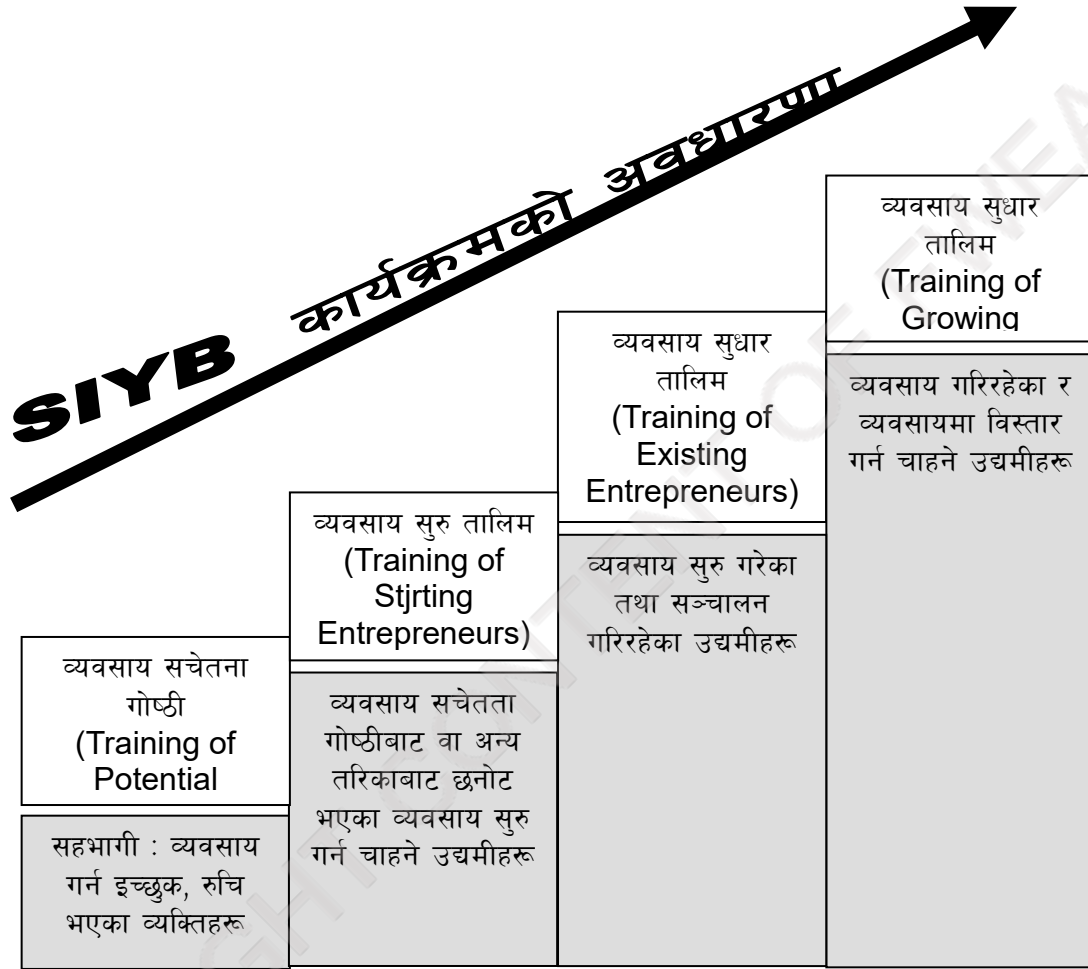 SIYB कार्यक्रमको अवधारणा
व्यवसाय सचेतना
गोष्ठी
(Training of
Potential
सहभागी : व्यवसाय
गर्न इच्छुक, रुचि
भएका व्यक्तिहरू
व्यवसाय सुरु तालिम
(Training of
Stjrting
Entrepreneurs)
व्यवसाय सचेतता
गोष्ठीबाट वा अन्य
तरिकाबाट छनोट
भएका व्यवसाय सुरु
गर्न चाहने उद्यमीहरू
व्यवसाय सुधार
तालिम
(Training of
Existing
Entrepreneurs)
व्यवसाय सुरु गरेका
तथा सञ्चालन
गरिरहेका उद्यमीहरू
व्यवसाय सुधार
तालिम
(Training of
Growing
व्यवसाय गरिरहेका र
व्यवसायमा विस्तार
गर्न चाहने उद्यमीहरू